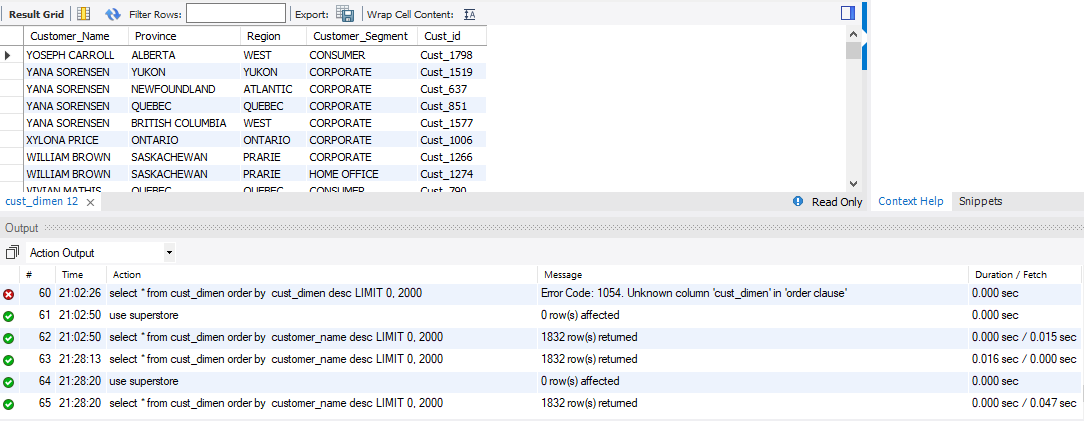 Result Grid Filter Rows: Export: Wrap Cell Content:
Customer_Name Province Region Customer_Segment Cust_id
YOSEPH CARROLL ALBERTA WEST CONSUMER Cust_1798
YANA SORENSEN YUKON YUKON CORPORATE Cust_1519
YANA SORENSEN NEWFOUNDLAND ATLANTIC CORPORATE Cust_637
YANA SORENSEN QUEBEC QUEBEC CORPORATE Cust_851
YANA SORENSEN BRITISH COLUMBIA WEST CORPORATE Cust_1577
XYLONA PRICE ONTARIO ONTARIO CORPORATE Cust_1006
WILLIAM BROWN SASKACHEWAN PRARIE CORPORATE Cust_1266
WILLIAM BROWN SASKACHEWAN PRARIE HOME OFFICE Cust_1274
VIVIAN MATHIS QUEBEC QUEBEC CONSUMER Cust_790
cust_dimen 12 Read Only Context Help Snippets
Output
Action Output
# Time Action Message Duration / Fetch
60 21:02:26 select * from cust_dimen order by cust_dimen desc LIMIT 0, 2000 Error Code: 1054. Unknown column 'cust_dimen' in 'order clause' 0.000 sec
61 21:02:50 use superstore 0 row(s) affected 0.000 sec
62 21:02:50 select * from cust_dimen order by customer_name desc LIMIT 0, 2000 1832 row(s) returned 0.000 sec / 0.015 sec
63 21:28:13 select * from cust_dimen order by customer_name desc LIMIT 0, 2000 1832 row(s) returned 0.016 sec / 0.000 sec
64 21:28:20 use superstore 0 row(s) affected 0.000 sec
65 21:28:20 select * from cust_dimen order by customer_name desc LIMIT 0, 2000 1832 row(s) returned 0.000 sec / 0.047 sec